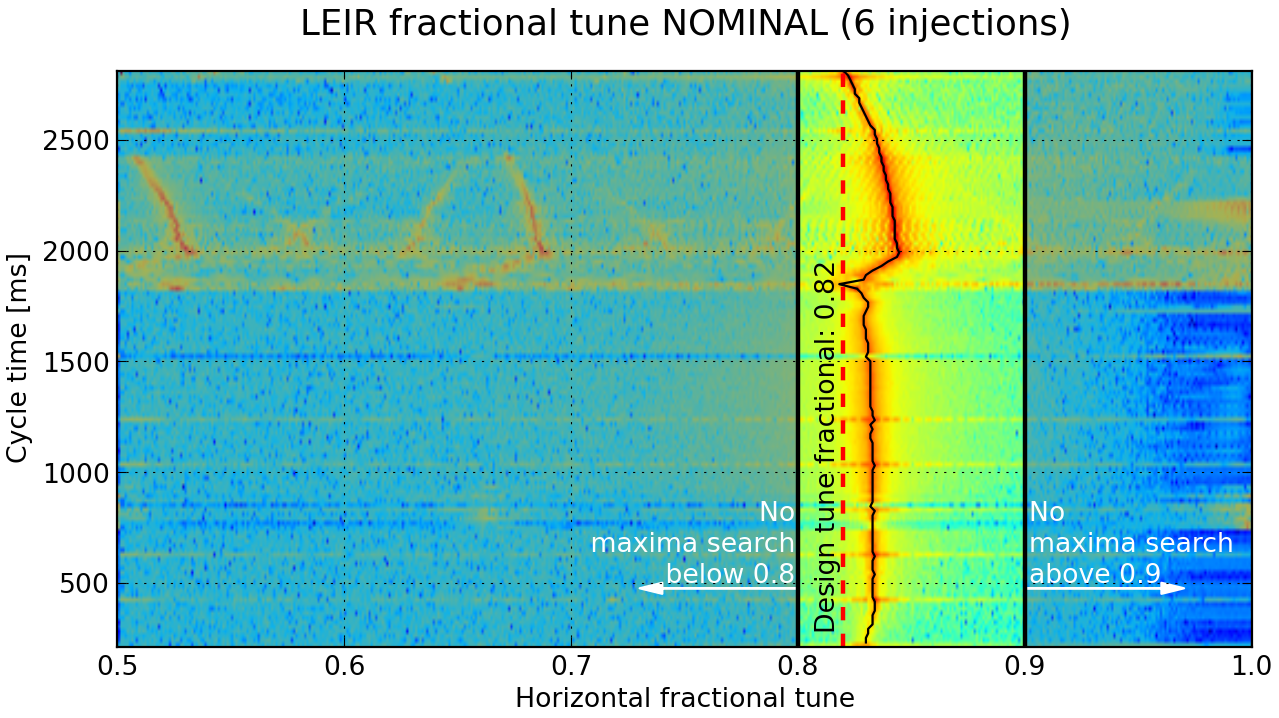 LEIR fractional tune NOMINAL (6 injections)
Cycle time [ms]
2500
2000
1500
1000
500
Design tune fractional: 0.82
No
maxima search
below 0.8
No
maxima search
above 0.9
0.5 0.6 0.7 0.8 0.9 1.0
Horizontal fractional tune